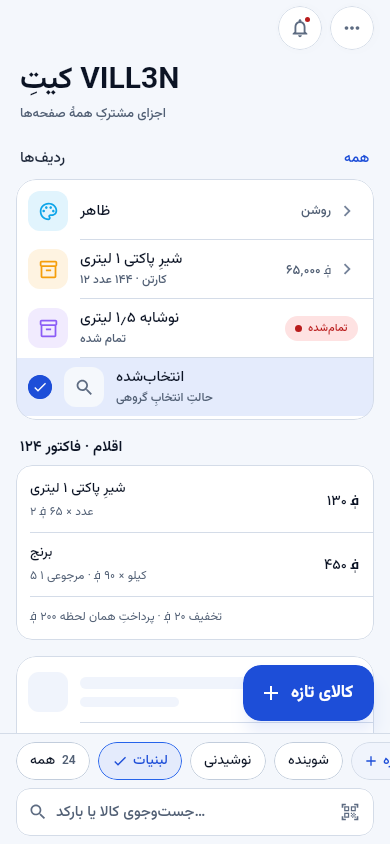 کیتِ VILL3N
اجزای مشترکِ همهٔ صفحه‌ها
ردیف‌ها
همه
ظاهر
روشن
شیرِ پاکتی ۱ لیتری
۱۲ کارتن · ۱۴۴ عدد
۶۵,۰۰۰ ؋
نوشابه ۱٫۵ لیتری
تمام شده
تمام‌شده
انتخاب‌شده
حالتِ انتخابِ گروهی
اقلام · فاکتور ۱۲۴
شیرِ پاکتی ۱ لیتری
۲ عدد × ۶۵ ؋
۱۳۰ ؋
برنج
۵ کیلو × ۹۰ ؋ · مرجوعی ۱
۴۵۰ ؋
تخفیف ۲۰ ؋ · پرداختِ همان لحظه ۲۰۰ ؋
کالای تازه
همه 24
لبنیات
نوشیدنی
شوینده
جست‌وجوی کالا یا بارکد…